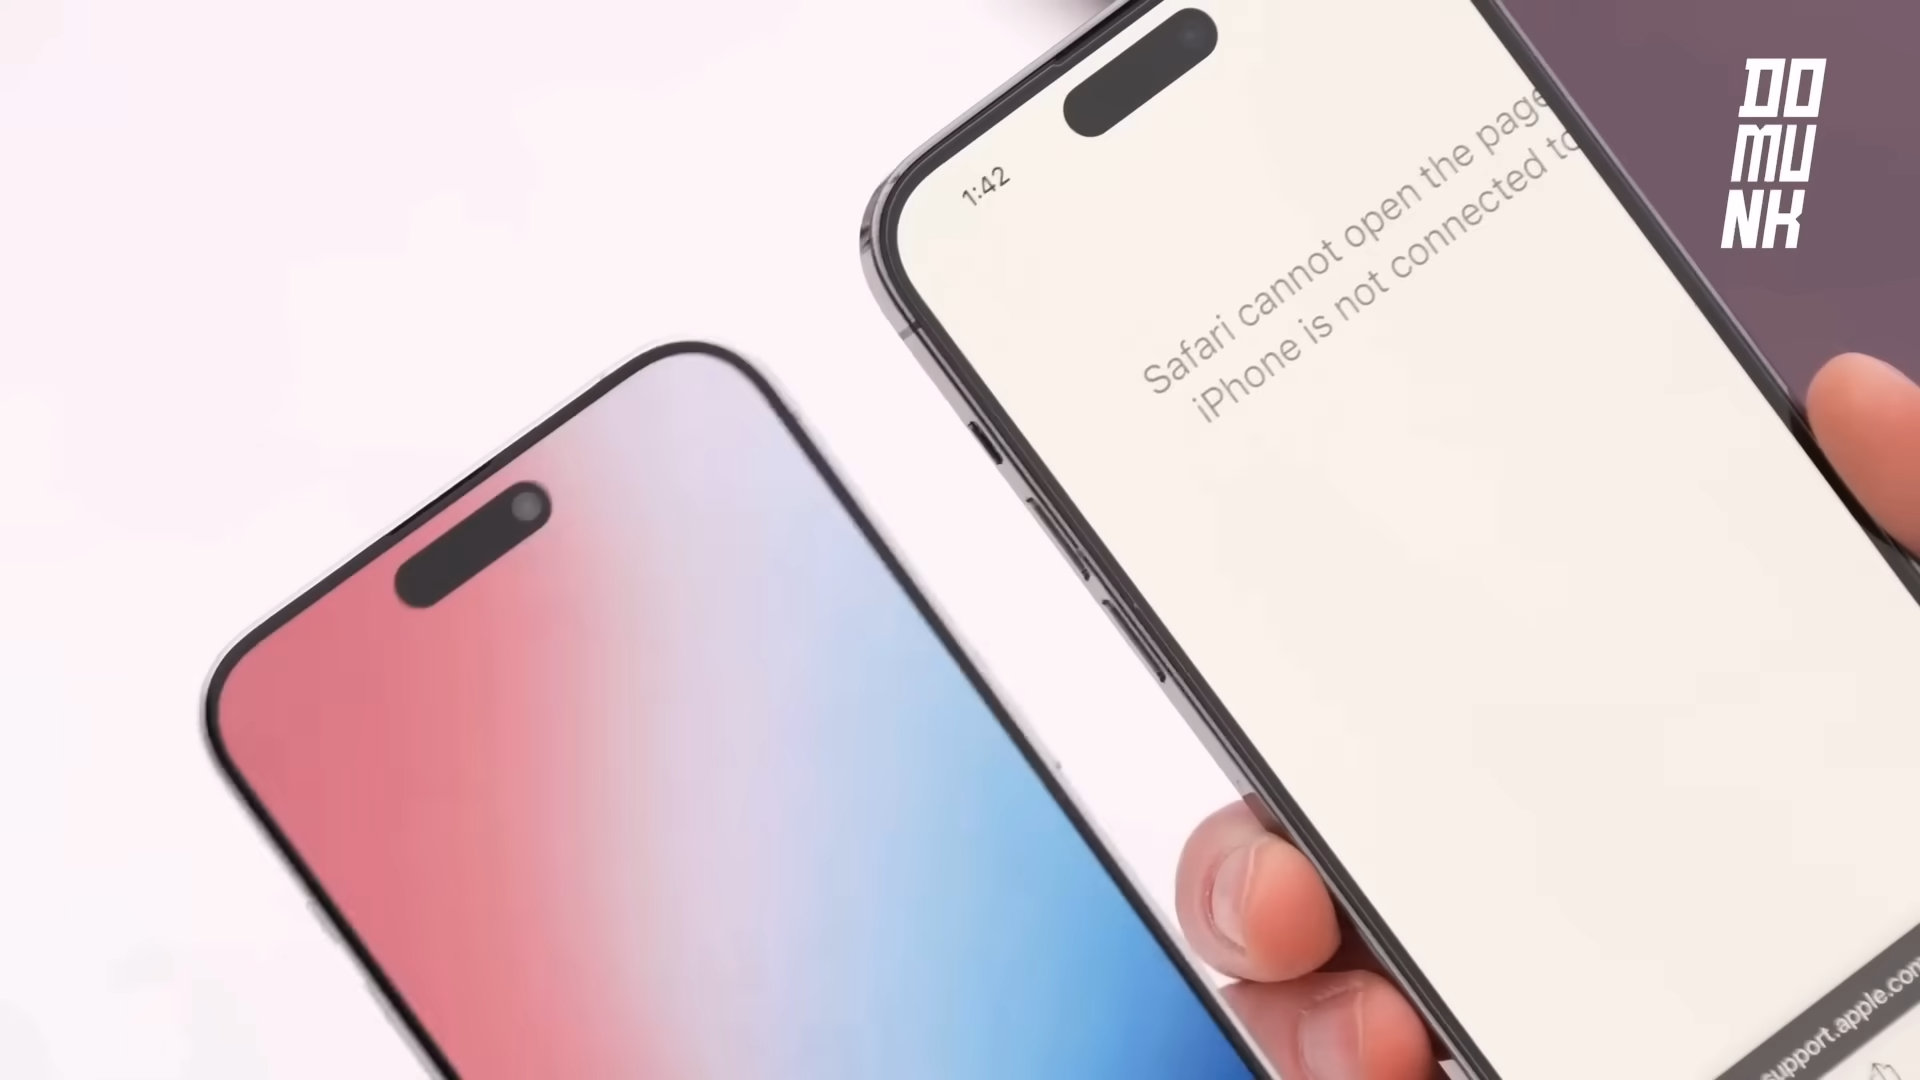 DO
MU
NK
1:42
Safari cannot open the page
iPhone is not connected to
support.apple.com